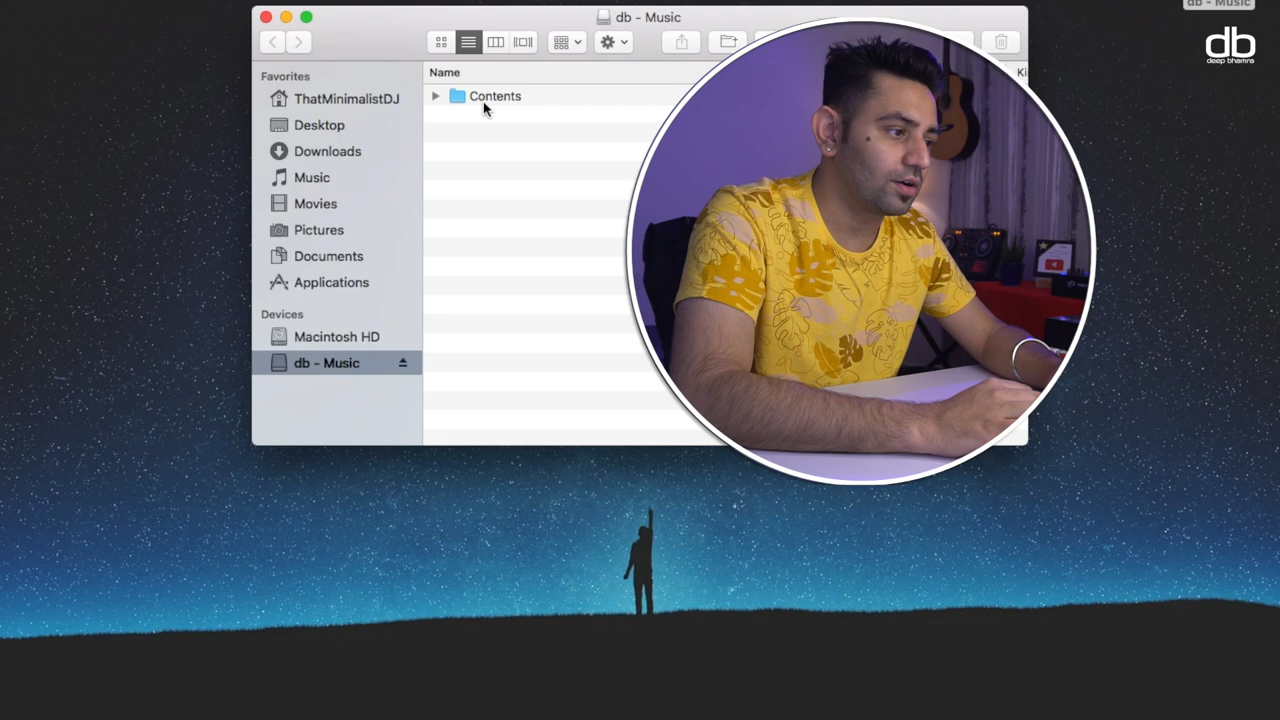 db - Music
db - Music
db
deep bhamra
Favorites
ThatMinimalistDJ
Desktop
Downloads
Music
Movies
Pictures
Documents
Applications
Devices
Macintosh HD
db - Music
Name
Ki
Contents